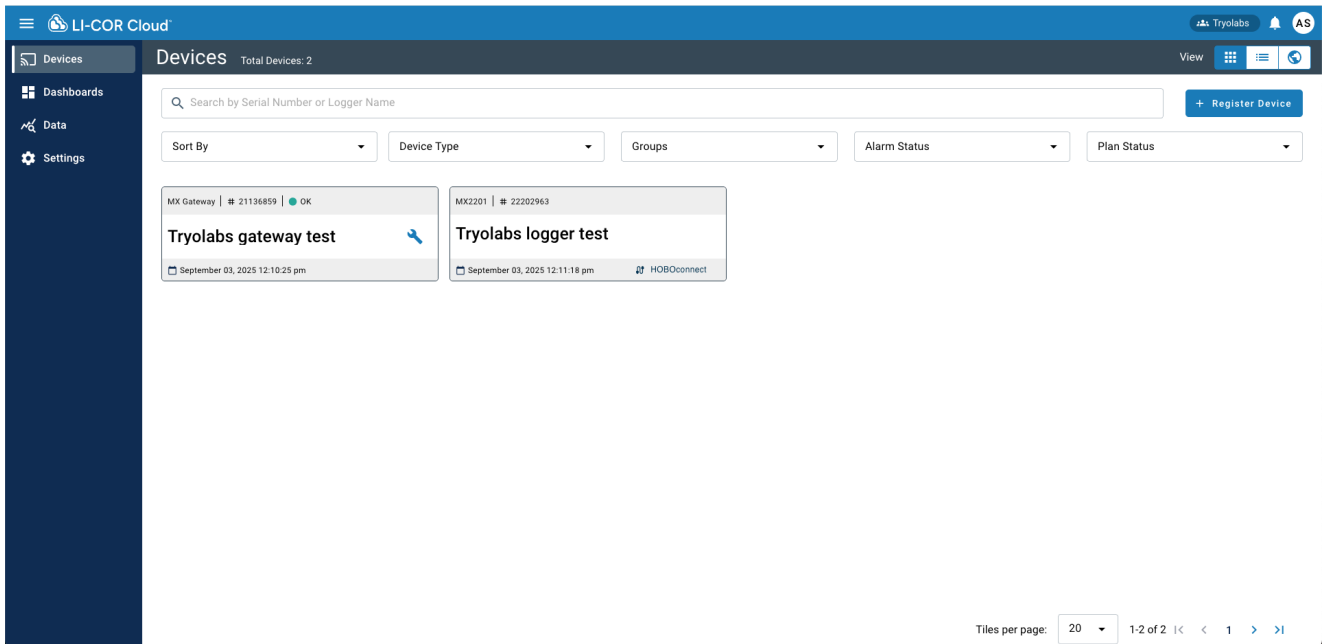 LI-COR Cloud
Tryolabs
AS
Devices
Dashboards
Data
Settings
Devices Total Devices: 2
View
Search by Serial Number or Logger Name
+ Register Device
Sort By
Device Type
Groups
Alarm Status
Plan Status
MX Gateway | # 21136859 | OK
Tryolabs gateway test
September 03, 2025 12:10:25 pm
MX2201 | # 22202963
Tryolabs logger test
September 03, 2025 12:11:18 pm HOBOconnect
Tiles per page: 20 1-2 of 2 1